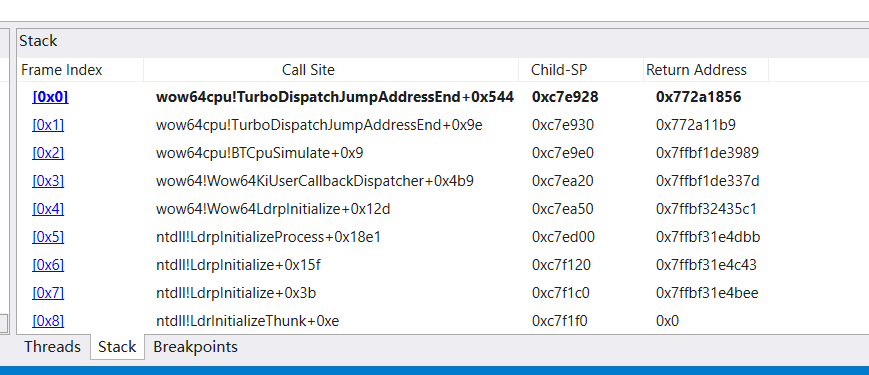 Stack
Frame Index Call Site Child-SP Return Address
[0x0] wow64cpu!TurboDispatchJumpAddressEnd+0x544 0xc7e928 0x772a1856
[0x1] wow64cpu!TurboDispatchJumpAddressEnd+0x9e 0xc7e930 0x772a11b9
[0x2] wow64cpu!BTCpuSimulate+0x9 0xc7e9e0 0x7ffbf1de3989
[0x3] wow64!Wow64KiUserCallbackDispatcher+0x4b9 0xc7ea20 0x7ffbf1de337d
[0x4] wow64!Wow64LdrpInitialize+0x12d 0xc7ea50 0x7ffbf32435c1
[0x5] ntdll!LdrpInitializeProcess+0x18e1 0xc7ed00 0x7ffbf31e4dbb
[0x6] ntdll!LdrpInitialize+0x15f 0xc7f120 0x7ffbf31e4c43
[0x7] ntdll!LdrpInitialize+0x3b 0xc7f1c0 0x7ffbf31e4bee
[0x8] ntdll!LdrInitializeThunk+0xe 0xc7f1f0 0x0
Threads Stack Breakpoints